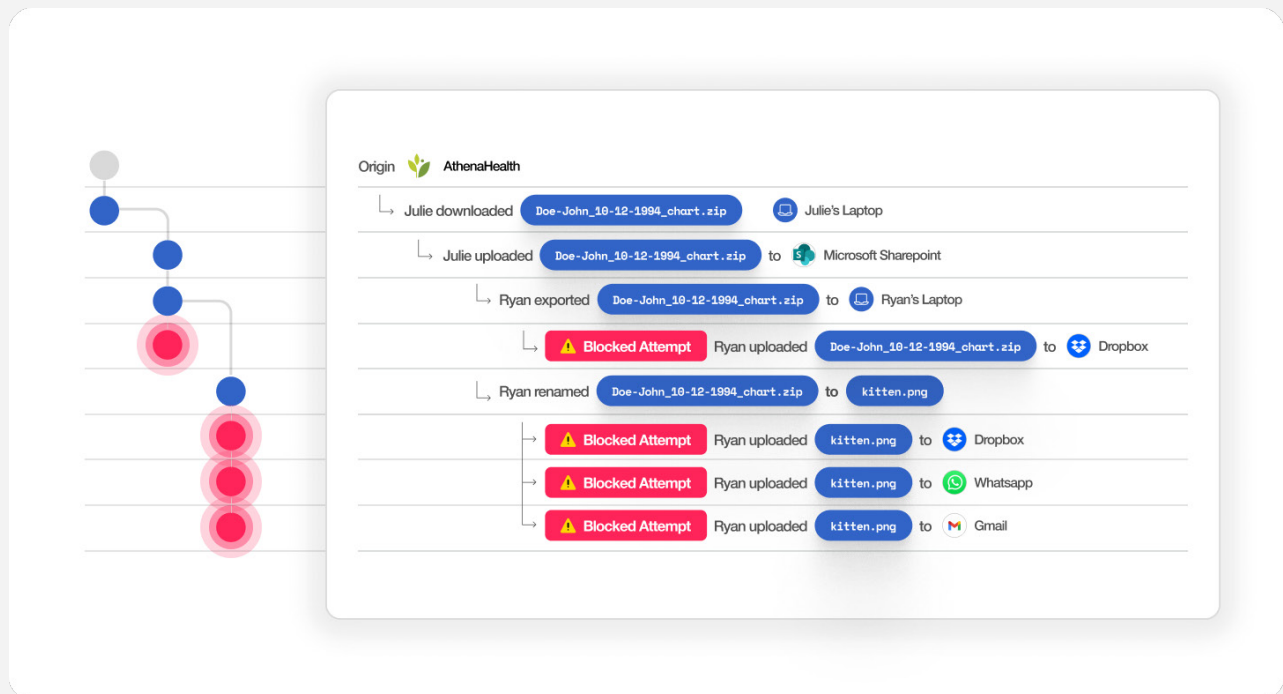 Origin AthenaHealth
Julie downloaded Doe-John_10-12-1994_chart.zip Julie's Laptop
Julie uploaded Doe-John_10-12-1994_chart.zip to Microsoft Sharepoint
Ryan exported Doe-John_10-12-1994_chart.zip to Ryan's Laptop
Blocked Attempt Ryan uploaded Doe-John_10-12-1994_chart.zip to Dropbox
Ryan renamed Doe-John_10-12-1994_chart.zip to kitten.png
Blocked Attempt Ryan uploaded kitten.png to Dropbox
Blocked Attempt Ryan uploaded kitten.png to Whatsapp
Blocked Attempt Ryan uploaded kitten.png to Gmail